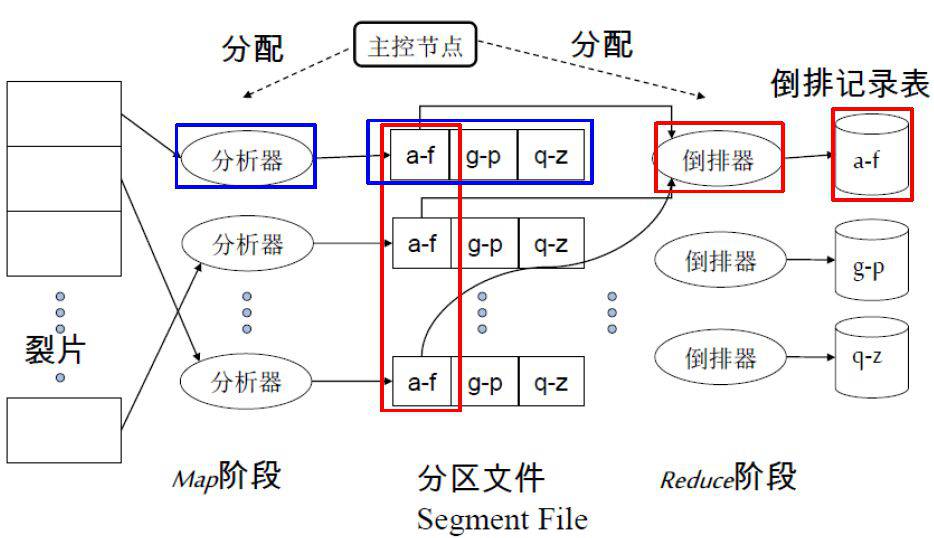 分配
主控节点
分配
倒排记录表
分析器
a-f g-p q-z
倒排器
a-f
分析器
a-f g-p q-z
倒排器
g-p
裂片
分析器
a-f g-p q-z
倒排器
q-z
Map阶段
分区文件
Segment File
Reduce阶段